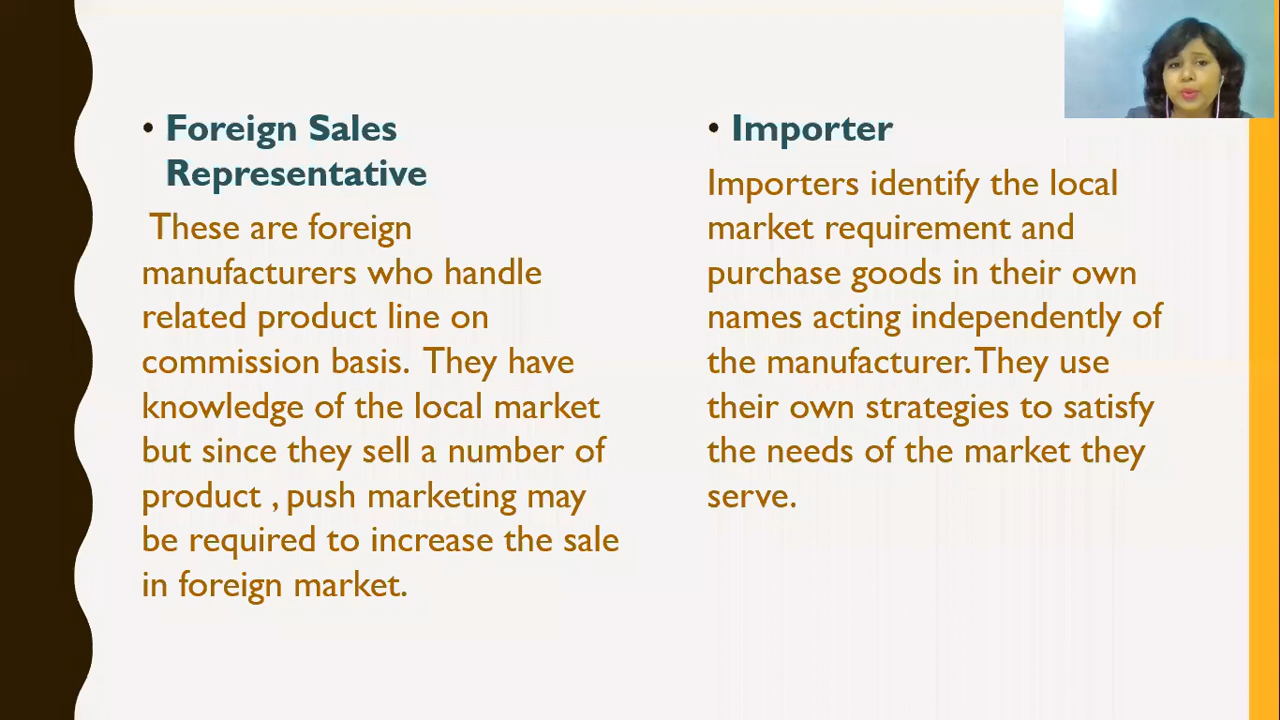 • Foreign Sales
Representative
These are foreign
manufacturers who handle
related product line on
commission basis. They have
knowledge of the local market
but since they sell a number of
product , push marketing may
be required to increase the sale
in foreign market.
• Importer
Importers identify the local
market requirement and
purchase goods in their own
names acting independently of
the manufacturer. They use
their own strategies to satisfy
the needs of the market they
serve.